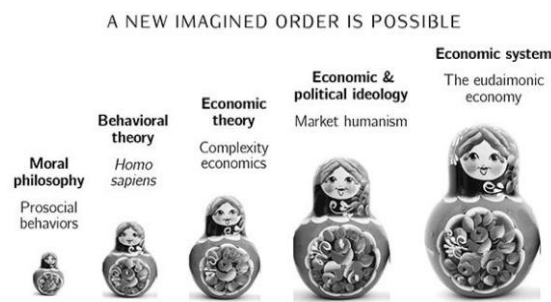 A NEW IMAGINED ORDER IS POSSIBLE
Moral
philosophy
Prosocial
behaviors
Behavioral
theory
Homo
sapiens
Economic
theory
Complexity
economics
Economic &
political ideology
Market humanism
Economic system
The eudaimonic
economy